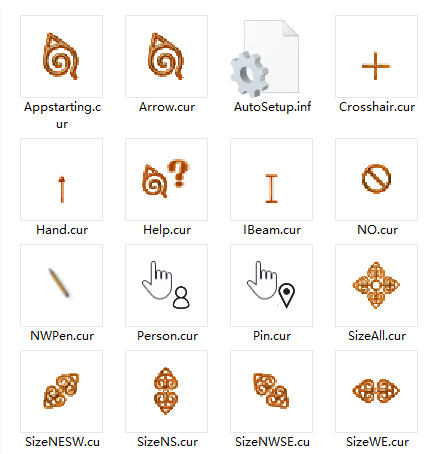 Appstarting.c
ur
Arrow.cur
AutoSetup.inf
Crosshair.cur
Hand.cur
Help.cur
IBeam.cur
NO.cur
NWPen.cur
Person.cur
Pin.cur
SizeAll.cur
SizeNESW.cu
SizeNS.cur
SizeNWSE.cu
SizeWE.cur